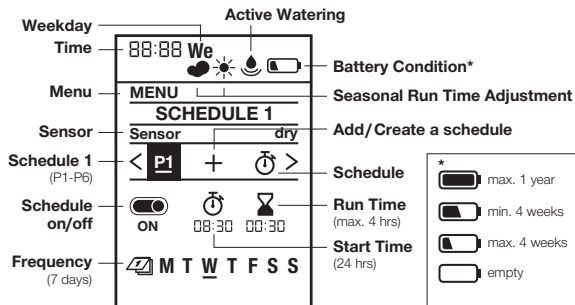 Active Watering
Weekday
Time 88:88 We
Battery Condition*
Menu MENU Seasonal Run Time Adjustment
SCHEDULE 1
Sensor Sensor dry Add/Create a schedule
Schedule 1 < P1 + > Schedule
(P1-P6)
*
max. 1 year
Schedule on/off
ON 08:30 00:30
Run Time
(max. 4 hrs)
min. 4 weeks
Start Time
(24 hrs)
max. 4 weeks
Frequency
(7 days)
7 M T W T F S S
empty